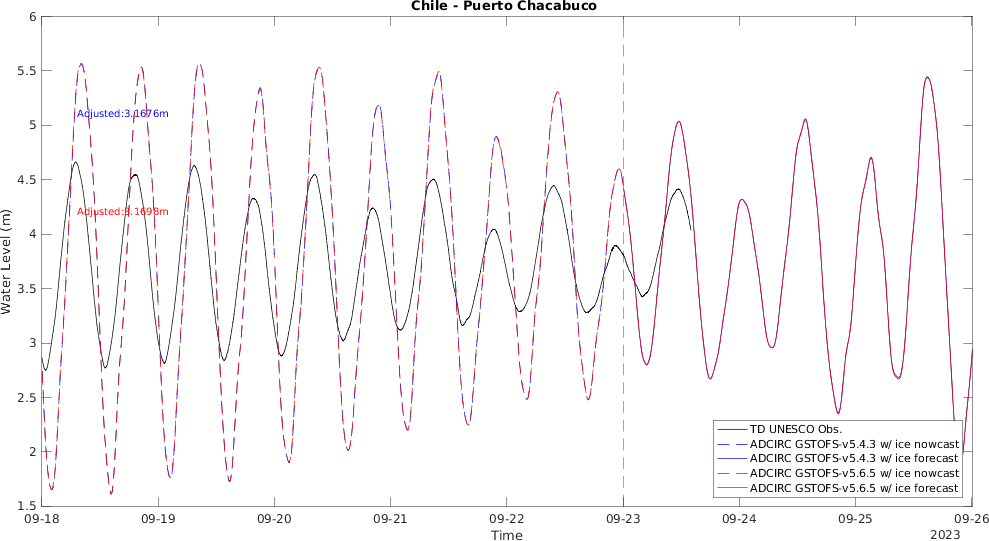 Chile - Puerto Chacabuco
Water Level (m)
6
5.5
5
4.5
4
3.5
3
2.5
2
1.5
Adjusted:3.1676m
Adjusted:3.1698m
TD UNESCO Obs.
ADCIRC GSTOFS-v5.4.3 w/ ice nowcast
ADCIRC GSTOFS-v5.4.3 w/ ice forecast
ADCIRC GSTOFS-v5.6.5 w/ ice nowcast
ADCIRC GSTOFS-v5.6.5 w/ ice forecast
09-18 09-19 09-20 09-21 09-22 09-23 09-24 09-25 09-26
Time
2023